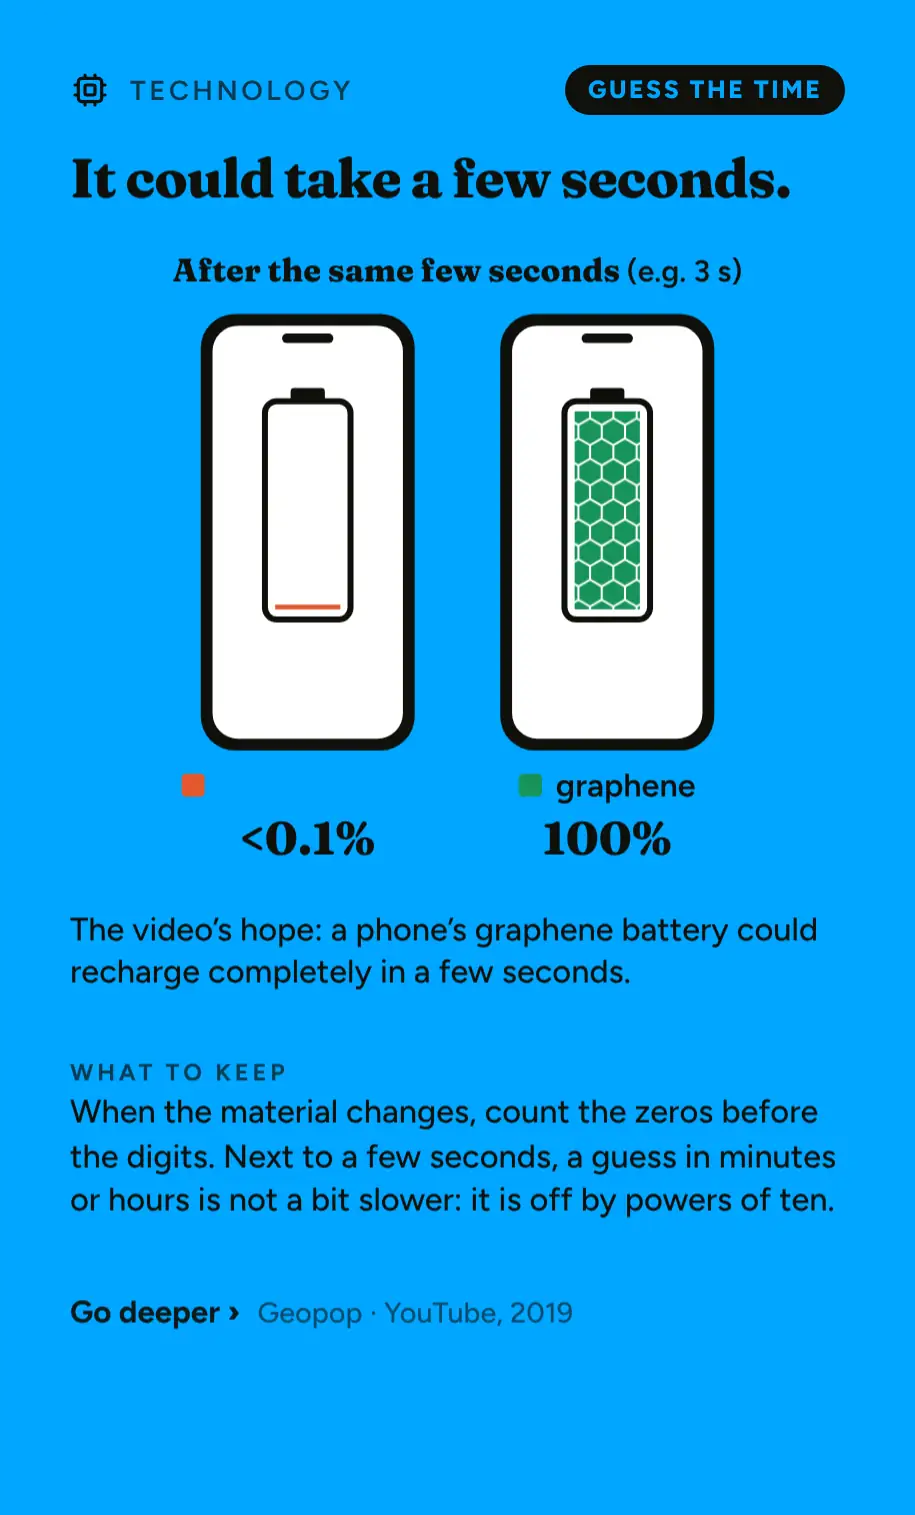 TECHNOLOGY
GUESS THE TIME
It could take a few seconds.
After the same few seconds (e.g. 3 s)
graphene
<0.1%
100%
The video’s hope: a phone’s graphene battery could
recharge completely in a few seconds.
WHAT TO KEEP
When the material changes, count the zeros before
the digits. Next to a few seconds, a guess in minutes
or hours is not a bit slower: it is off by powers of ten.
Go deeper › Geopop · YouTube, 2019